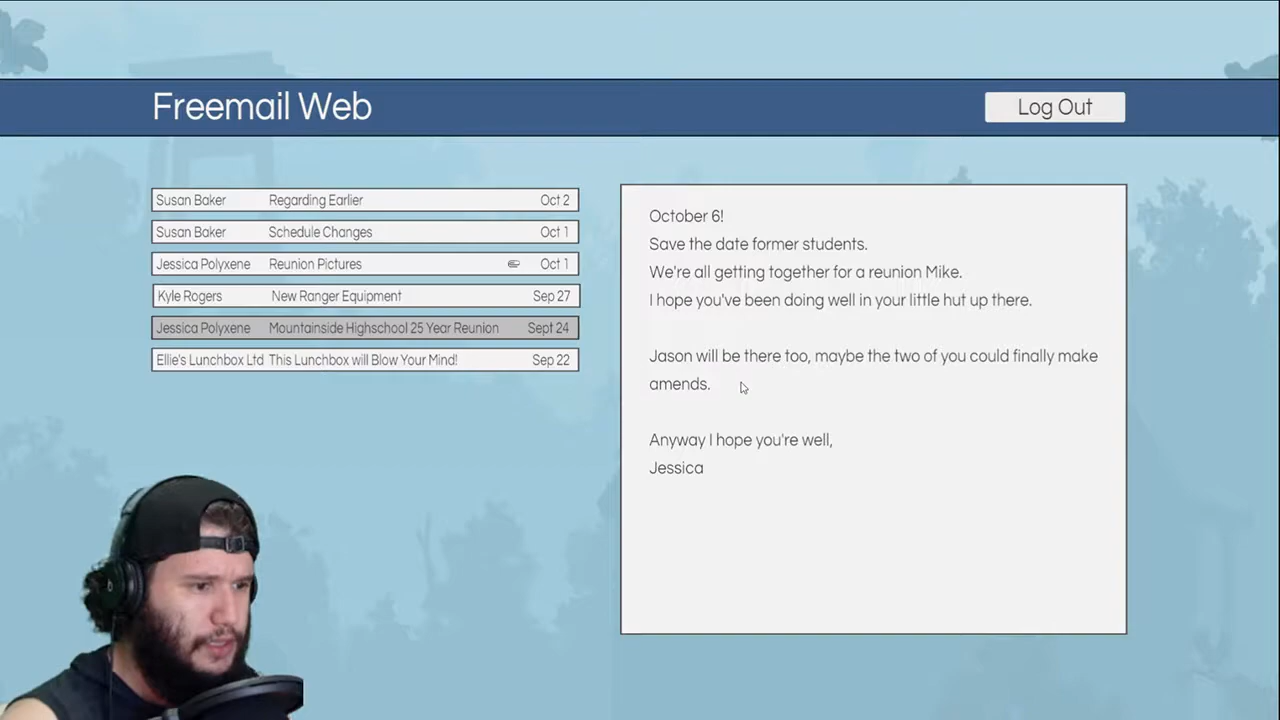 Freemail Web
Log Out
Susan Baker Regarding Earlier Oct 2
Susan Baker Schedule Changes Oct 1
Jessica Polyxene Reunion Pictures Oct 1
Kyle Rogers New Ranger Equipment Sep 27
Jessica Polyxene Mountainside Highschool 25 Year Reunion Sept 24
Ellie's Lunchbox Ltd This Lunchbox will Blow Your Mind! Sep 22
October 6!
Save the date former students.
We're all getting together for a reunion Mike.
I hope you've been doing well in your little hut up there.
Jason will be there too, maybe the two of you could finally make
amends.
Anyway I hope you're well,
Jessica